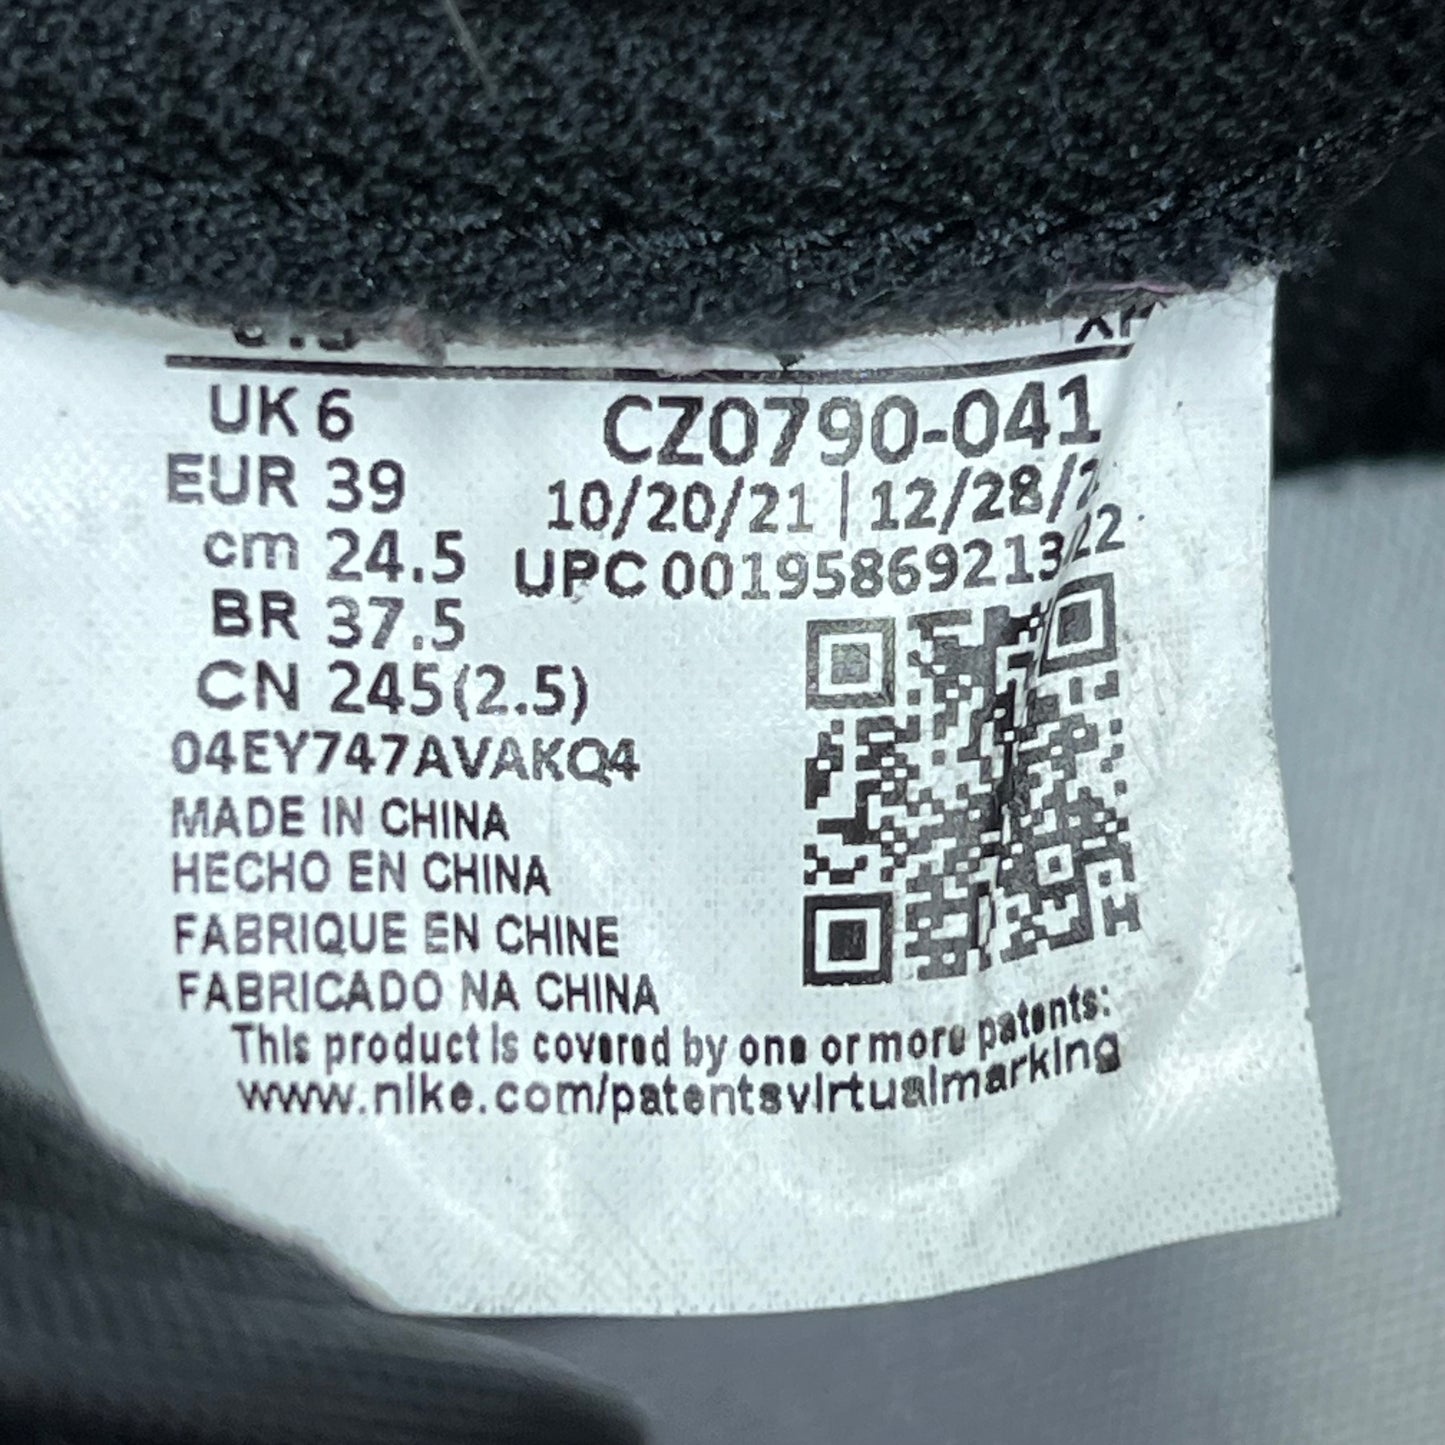 UK 6
EUR 39
cm 24.5
BR 37.5
CN 245(2.5)
04EY747AVAKQ4
MADE IN CHINA
HECHO EN CHINA
FABRIQUE EN CHINE
FABRICADO NA CHINA
CZ0790-041
10/20/21 | 12/28/2
UPC 00195869213
This product is covered by one or more patents:
www.nike.com/patentsvirtualmarking